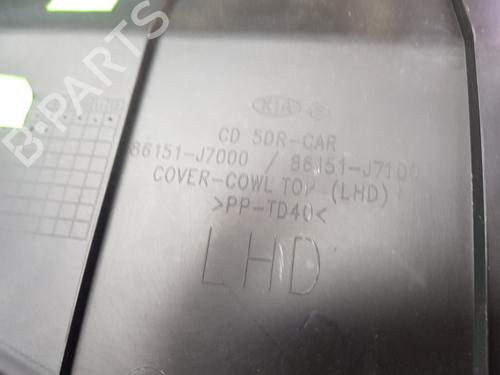 KIA
CD 5DR-CAR
86151-J7000 / 86151-J7100
COVER-COWL TOP (LHD)
>PP-TD40<
LHD
B-PARTS